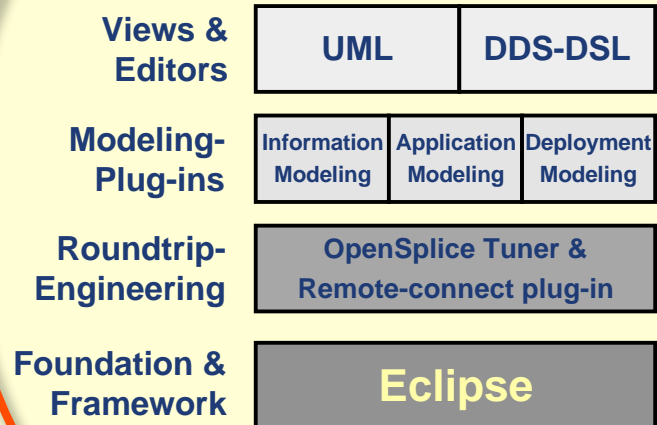 Views &
Editors
UML
DDS-DSL
Modeling-
Plug-ins
Information
Modeling
Application
Modeling
Deployment
Modeling
Roundtrip-
Engineering
OpenSplice Tuner &
Remote-connect plug-in
Foundation &
Framework
Eclipse